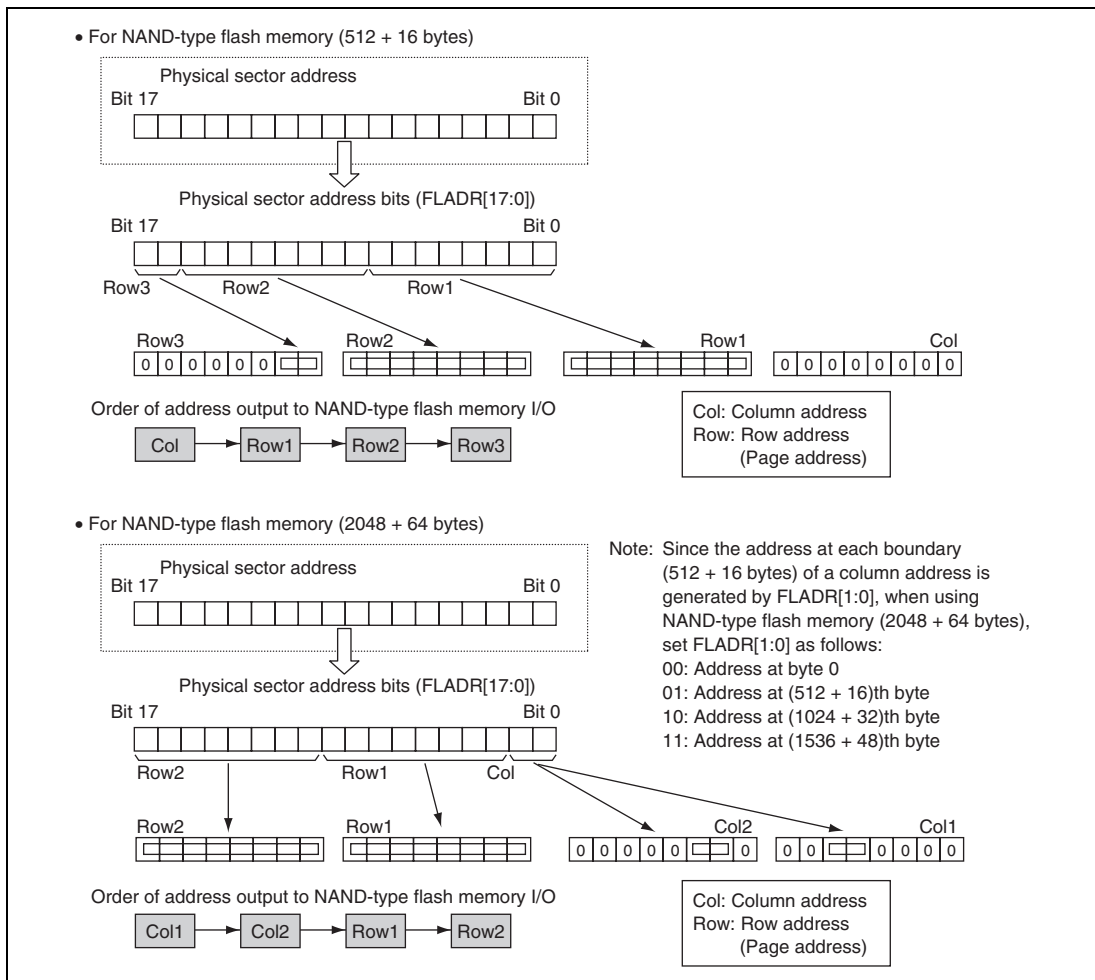 • For NAND-type flash memory (512 + 16 bytes)
Physical sector address
Bit 17 Bit 0
Physical sector address bits (FLADR[17:0])
Bit 17 Bit 0
Row3 Row2 Row1
Row3 Row2 Row1 Col
0 0 0 0 0 0 0 0 0 0 0 0 0 0
Order of address output to NAND-type flash memory I/O
Col Row1 Row2 Row3
Col: Column address
Row: Row address
(Page address)
• For NAND-type flash memory (2048 + 64 bytes)
Physical sector address
Bit 17 Bit 0
Physical sector address bits (FLADR[17:0])
Bit 17 Bit 0
Note: Since the address at each boundary
(512 + 16 bytes) of a column address is
generated by FLADR[1:0], when using
NAND-type flash memory (2048 + 64 bytes),
set FLADR[1:0] as follows:
00: Address at byte 0
01: Address at (512 + 16)th byte
10: Address at (1024 + 32)th byte
11: Address at (1536 + 48)th byte
Row2 Row1 Col
Row2 Row1 Col2 Col1
0 0 0 0 0 0 0 0 0 0 0 0
Order of address output to NAND-type flash memory I/O
Col1 Col2 Row1 Row2
Col: Column address
Row: Row address
(Page address)